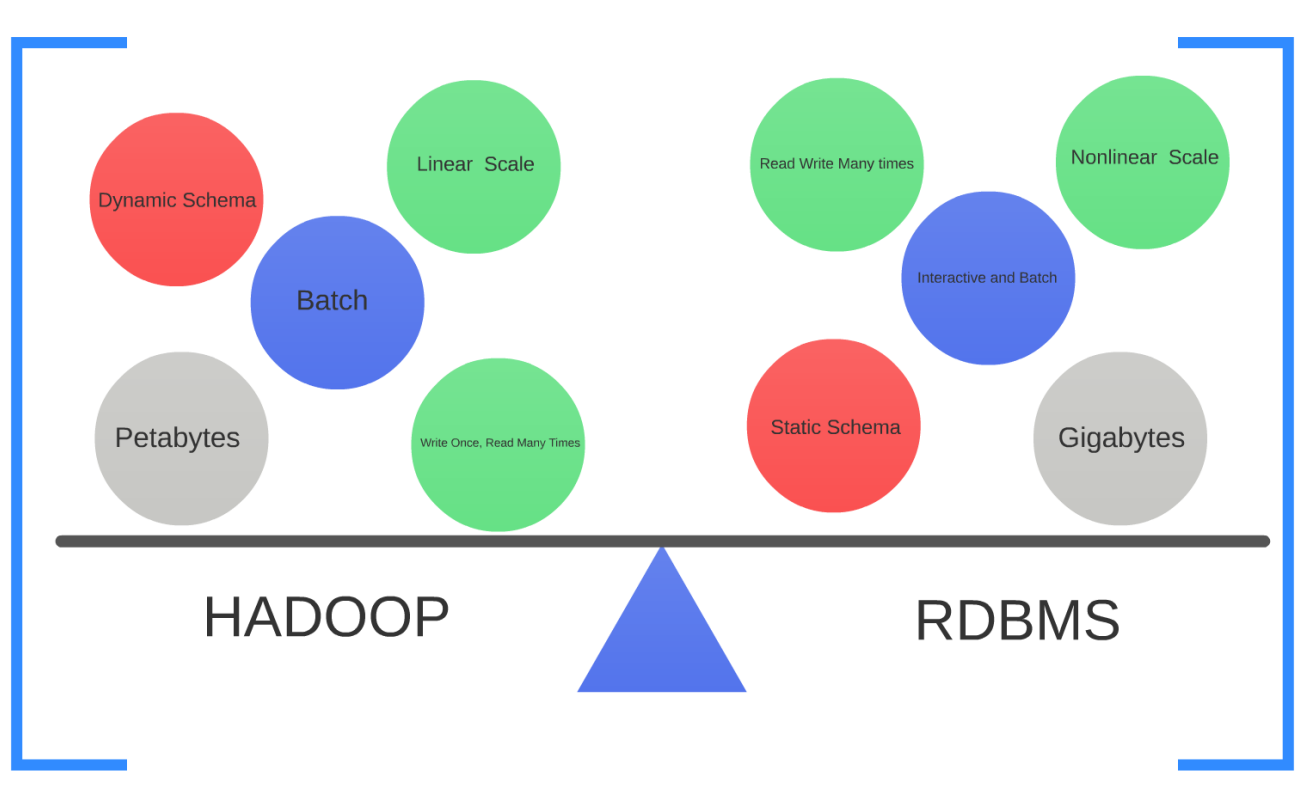 Dynamic Schema
Linear Scale
Batch
Petabytes
Write Once, Read Many Times
HADOOP
Read Write Many times
Nonlinear Scale
Interactive and Batch
Static Schema
Gigabytes
RDBMS